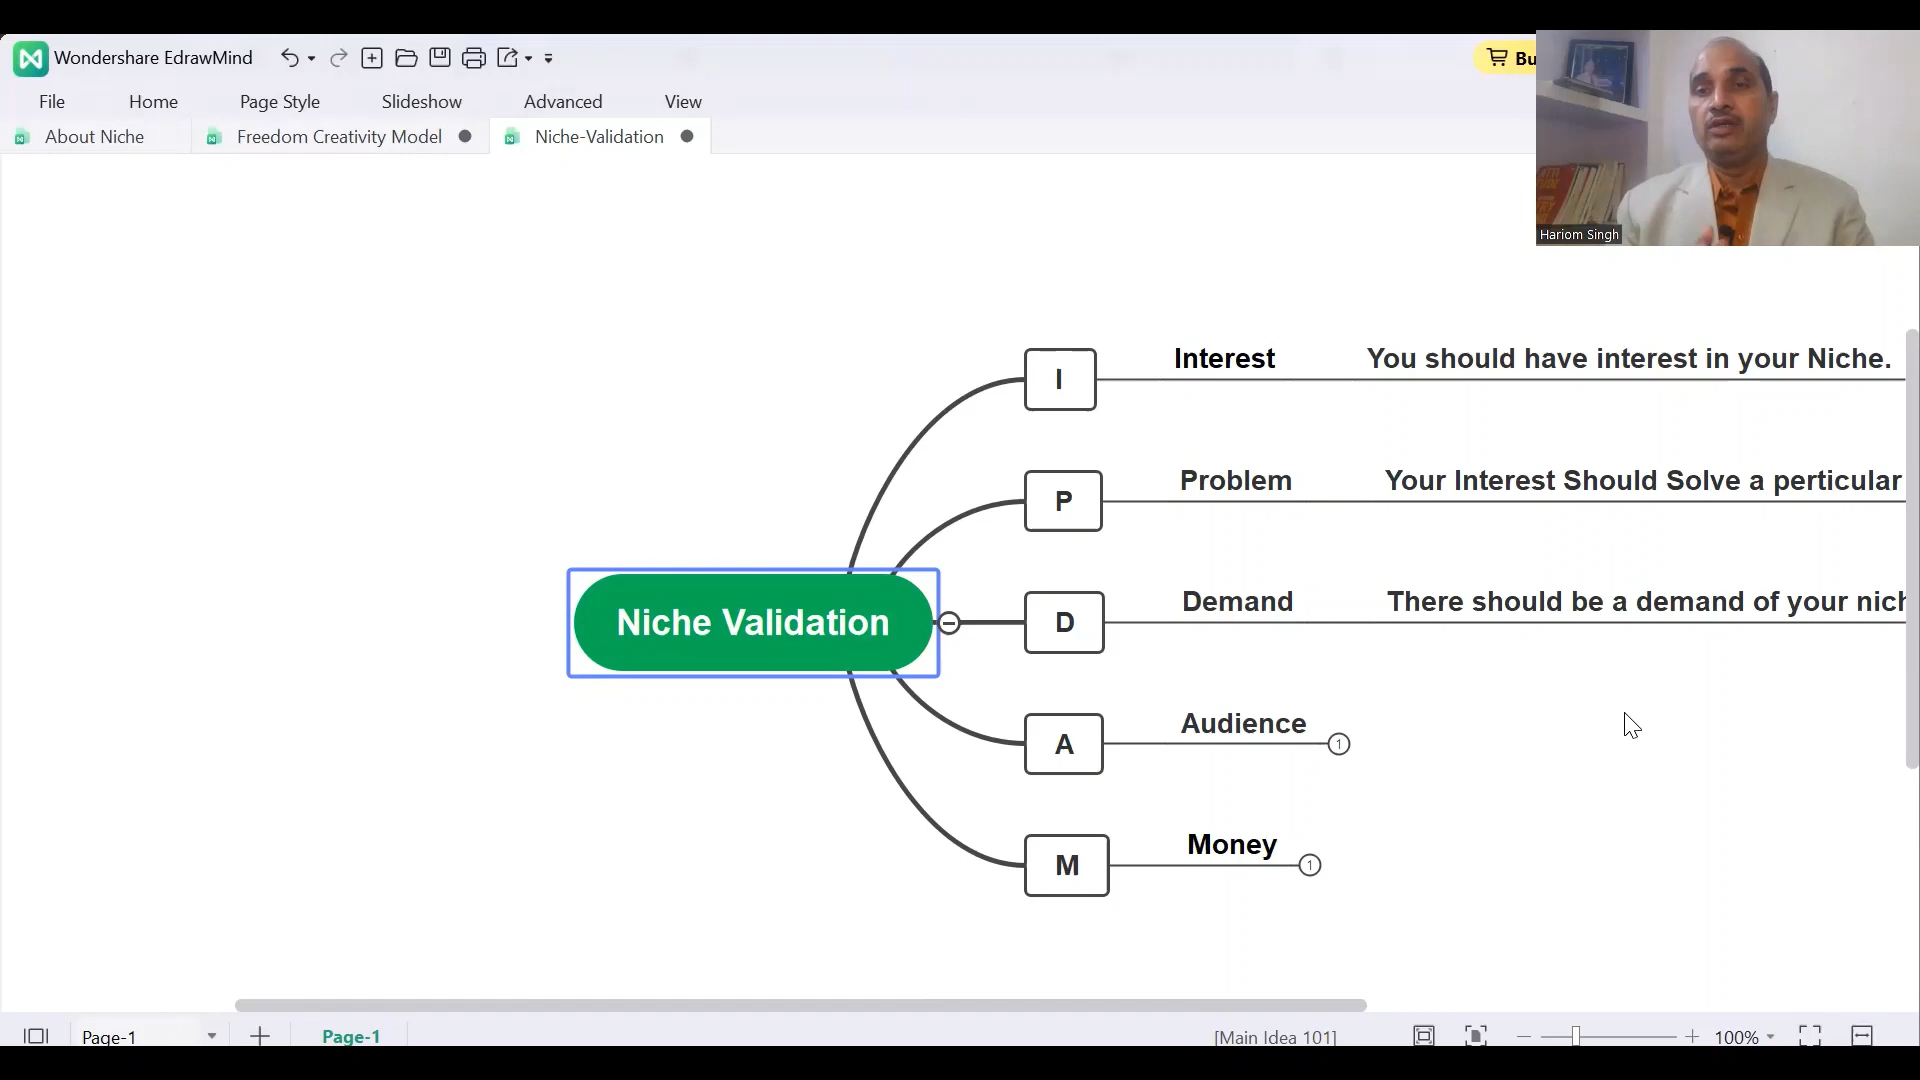 Wondershare EdrawMind
Bu
File Home Page Style Slideshow Advanced View
About Niche Freedom Creativity Model Niche-Validation
Hariom Singh
I Interest You should have interest in your Niche.
P Problem Your Interest Should Solve a perticular
Niche Validation D Demand There should be a demand of your nich
A Audience 1
M Money 1
Page-1 Page-1 [Main Idea 101] 100%